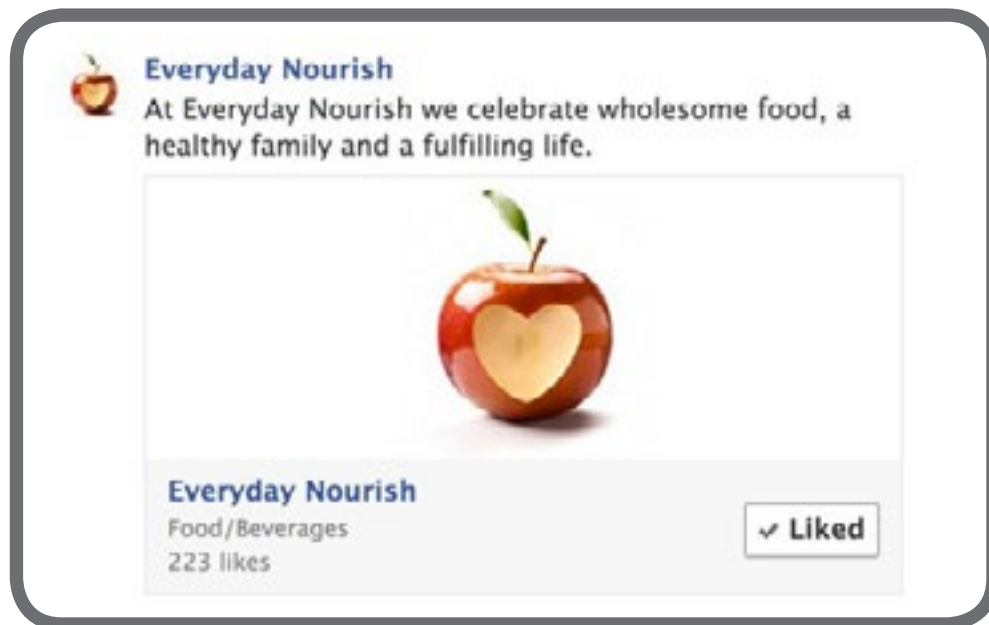 Everyday Nourish
At Everyday Nourish we celebrate wholesome food, a
healthy family and a fulfilling life.
Everyday Nourish
Food/Beverages
223 likes
✓ Liked